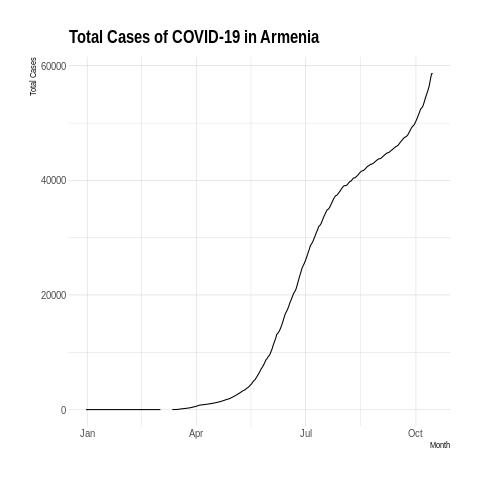 Total Cases of COVID-19 in Armenia
Total Cases
60000
40000
20000
0
Jan Apr Jul Oct
Month